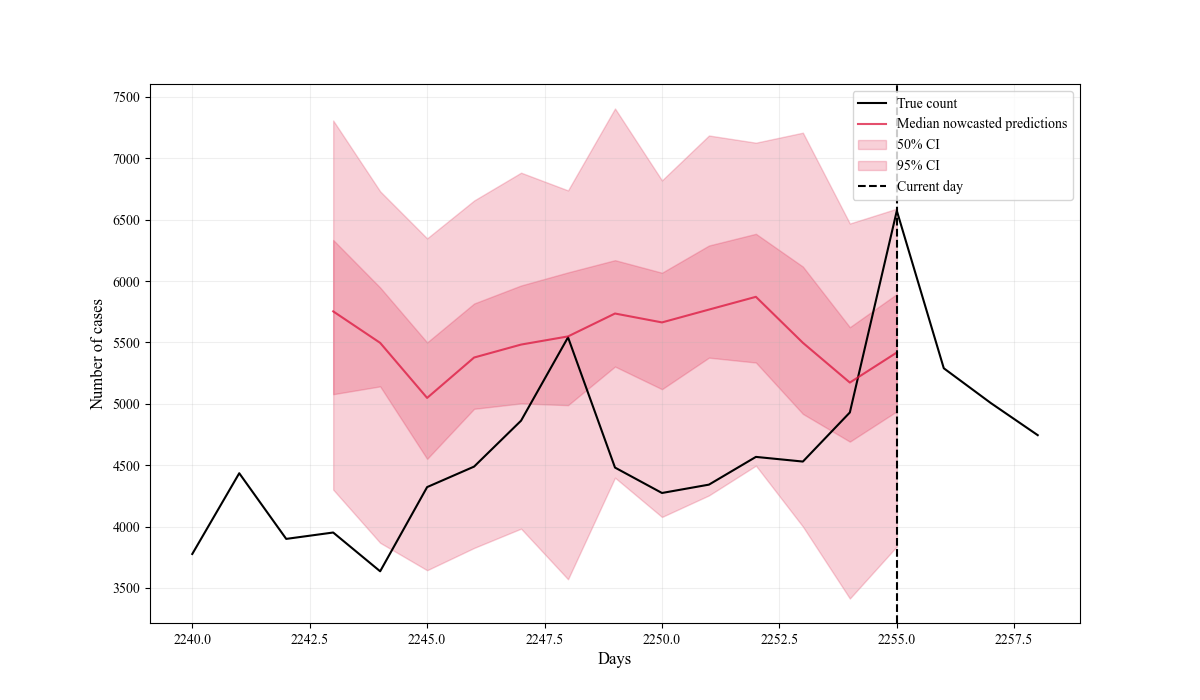 7500
7000
6500
6000
5500
5000
4500
4000
3500
Number of cases
True count
Median nowcasted predictions
50% CI
95% CI
Current day
2240.0 2242.5 2245.0 2247.5 2250.0 2252.5 2255.0 2257.5
Days